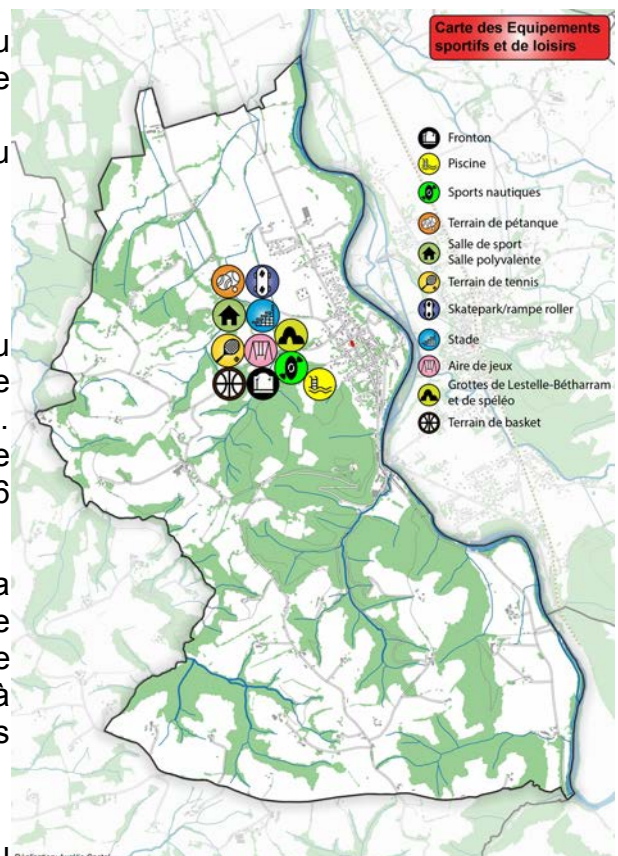 Carte des Equipements
sportifs et de loisirs
Fronton
Piscine
Sports nautiques
Terrain de pétanque
Salle de sport
Salle polyvalente
Terrain de tennis
Skatepark/rampe roller
Stade
Aire de jeux
Grottes de Lestelle-Bétharram
et de spéléo
Terrain de basket
u
e
u
u
e
.
e
6
a
e
e
à
s
u